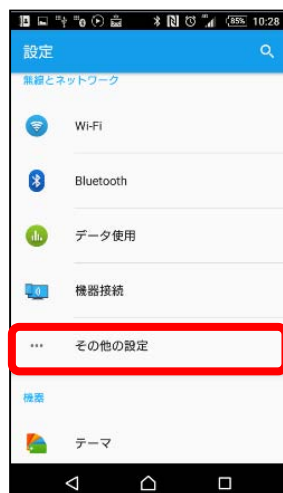 85% 10:28
設定
無線とネットワーク
Wi-Fi
Bluetooth
データ使用
機器接続
その他の設定
機器
テーマ